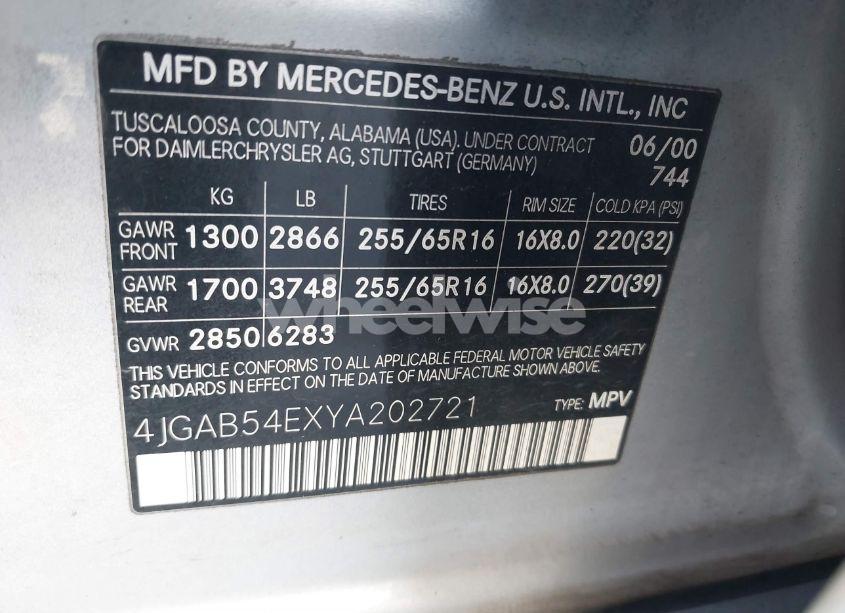 MFD BY MERCEDES-BENZ U.S. INTL., INC
TUSCALOOSA COUNTY, ALABAMA (USA). UNDER CONTRACT 06/00
FOR DAIMLERCHRYSLER AG, STUTTGART (GERMANY) 744
KG LB TIRES RIM SIZE COLD KPA (PSI)
GAWR FRONT 1300 2866 255/65R16 16X8.0 220(32)
GAWR REAR 1700 3748 255/65R16 16X8.0 270(39)
wheelwise
GVWR 2850 6283
THIS VEHICLE CONFORMS TO ALL APPLICABLE FEDERAL MOTOR VEHICLE SAFETY
STANDARDS IN EFFECT ON THE DATE OF MANUFACTURE SHOWN ABOVE.
4JGAB54EXYA202721 TYPE: MPV